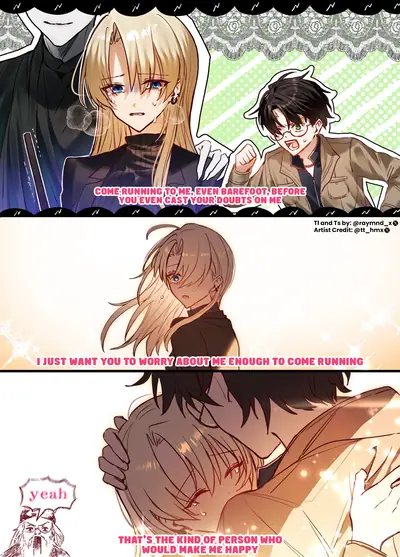 COME RUNNING TO ME, EVEN BAREFOOT, BEFORE
YOU EVEN CAST YOUR DOUBTS ON ME
Tl and Ts by: @raymnd_x
Artist Credit: @tt_hmx
I JUST WANT YOU TO WORRY ABOUT ME ENOUGH TO COME RUNNING
yeah
THAT'S THE KIND OF PERSON WHO
WOULD MAKE ME HAPPY